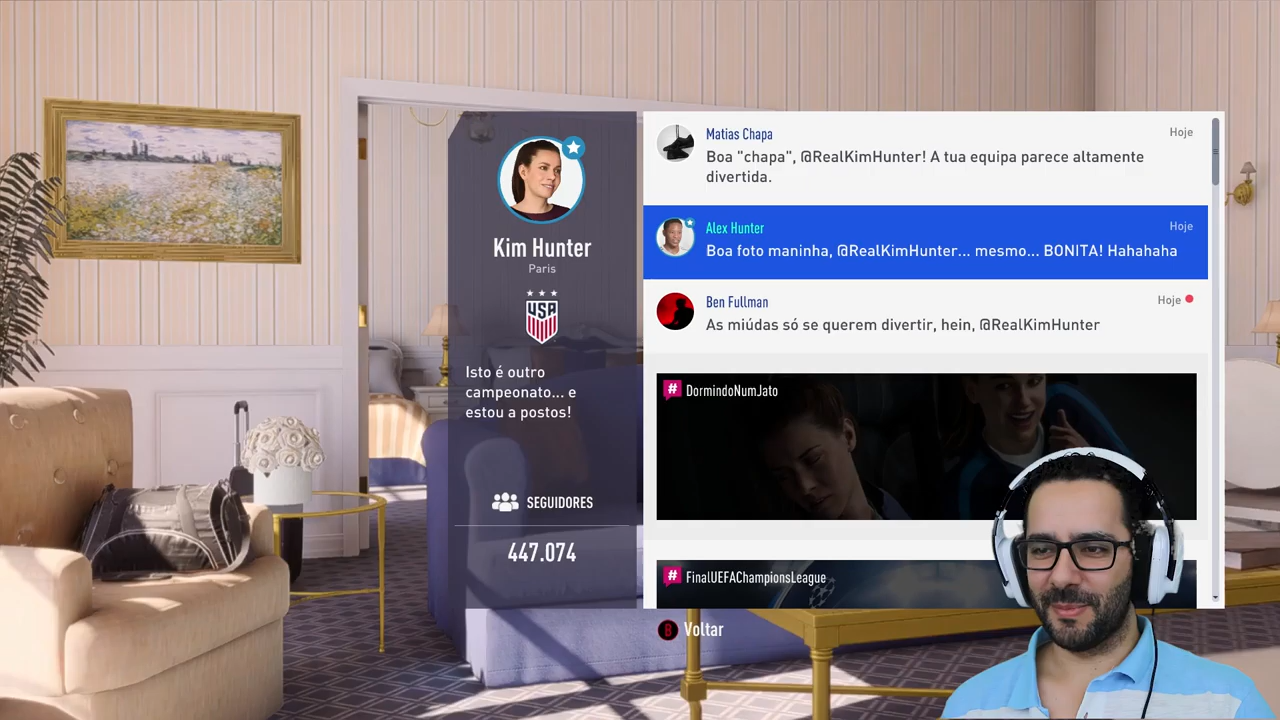 Kim Hunter
Paris
USA
Isto é outro
campeonato... e
estou a postos!
SEGUIDORES
447.074
Matias Chapa
Hoje
Boa "chapa", @RealKimHunter! A tua equipa parece altamente
divertida.
Alex Hunter
Hoje
Boa foto maninha, @RealKimHunter... mesmo... BONITA! Hahahaha
Ben Fullman
Hoje
As miúdas só se querem divertir, hein, @RealKimHunter
# DormindoNumJato
# FinalUEFAChampionsLeague
B Voltar